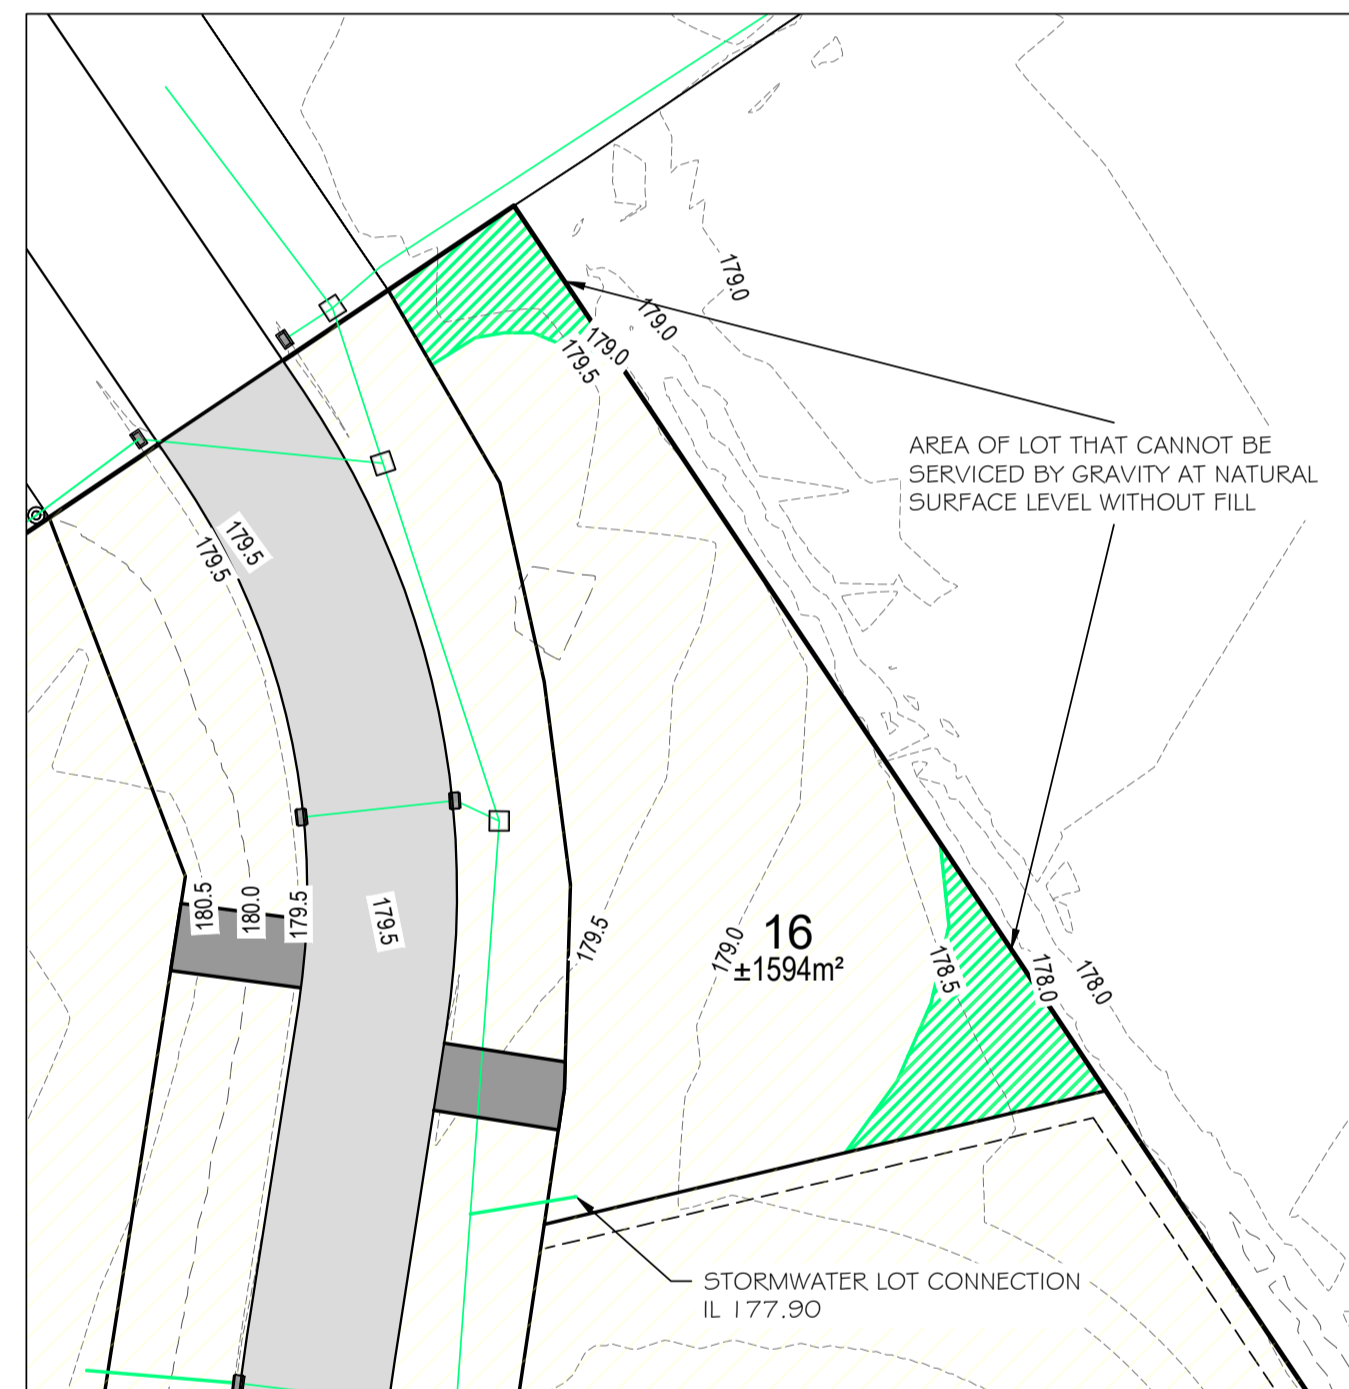 179.0
179.0
179.0
179.5
AREA OF LOT THAT CANNOT BE
SERVICED BY GRAVITY AT NATURAL
SURFACE LEVEL WITHOUT FILL
179.5
179.5
180.5
180.0
179.5
179.5
179.5
179.0
16
±1594m²
178.5
178.0
178.0
STORMWATER LOT CONNECTION
IL 177.90